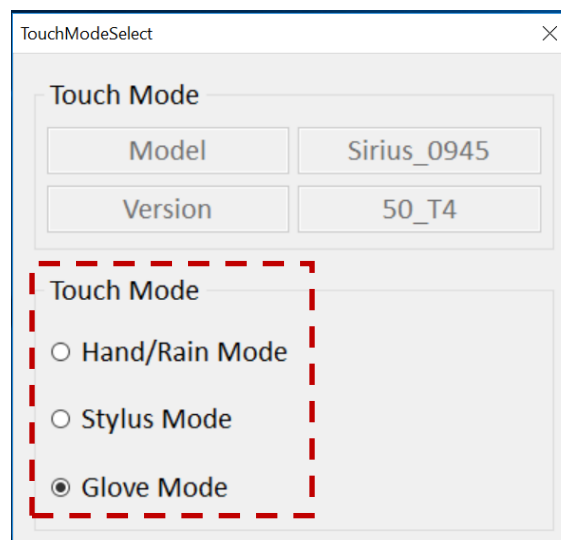 TouchModeSelect
Touch Mode
Model Sirius_0945
Version 50_T4
Touch Mode
Hand/Rain Mode
Stylus Mode
Glove Mode